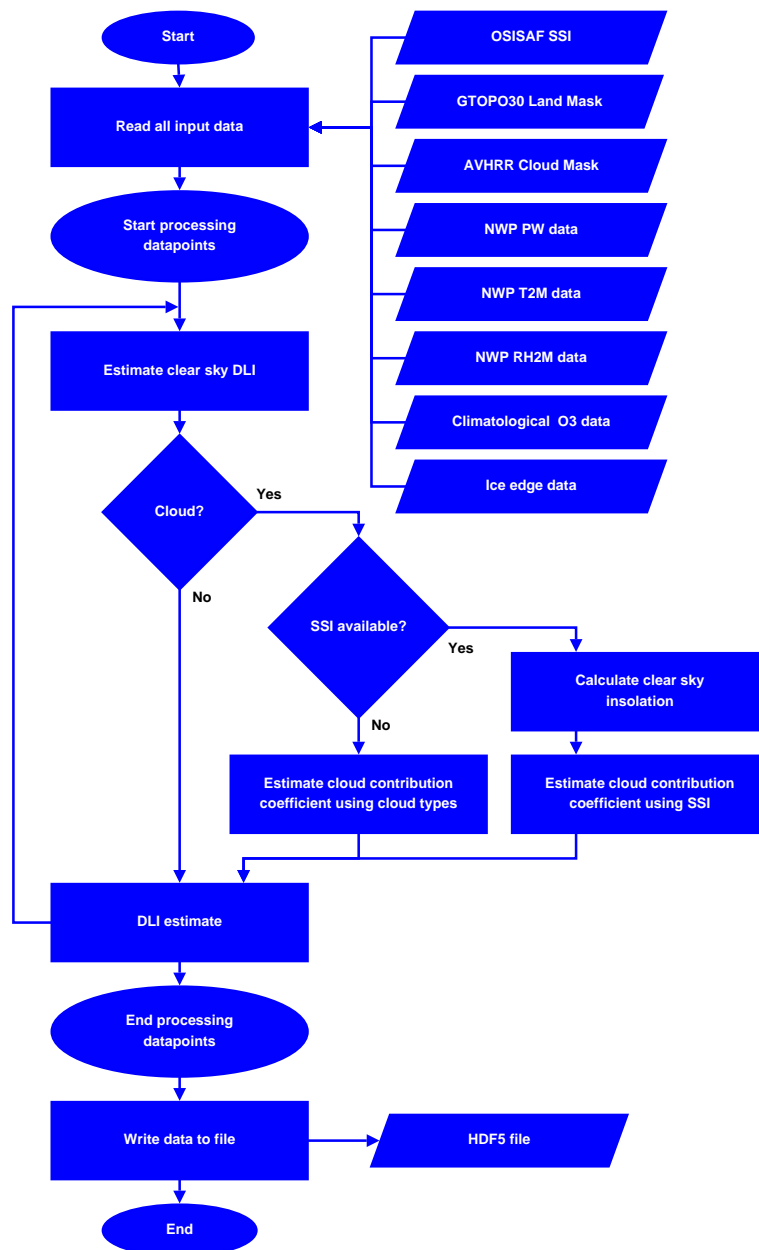 Start
OSISAF SSI
GTOPO30 Land Mask
Read all input data
AVHRR Cloud Mask
Start processing
datapoints
NWP PW data
NWP T2M data
NWP RH2M data
Estimate clear sky DLI
Climatological  O3 data
Ice edge data
Cloud?
Yes
No
SSI available?
Yes
No
Calculate clear sky
insolation
Estimate cloud contribution
coefficient using cloud types
Estimate cloud contribution
coefficient using SSI
DLI estimate
End processing
datapoints
Write data to file
HDF5 file
End